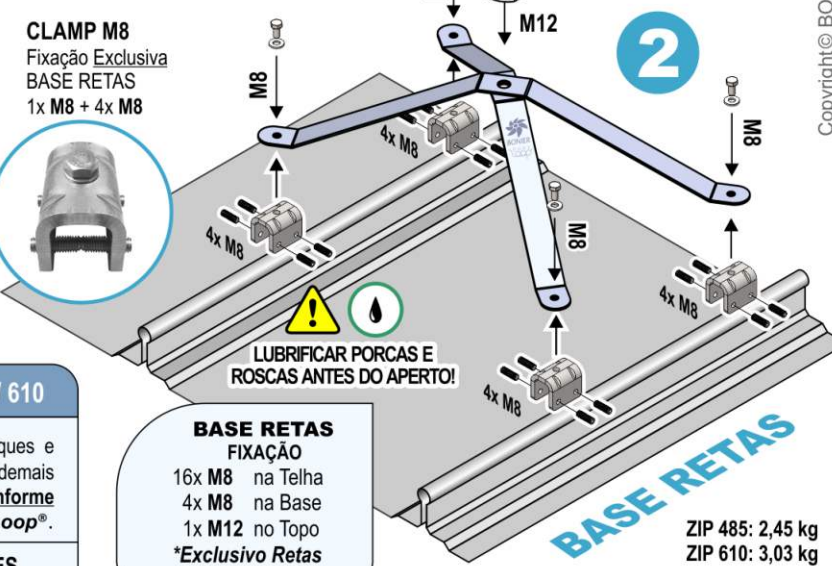 CLAMP M8
Fixação Exclusiva
BASE RETAS
1x M8 + 4x M8
M12
2
Copyright© BO
M8
M8
M8
BONIER
4x M8
4x M8
4x M8
4x M8
LUBRIFICAR PORCAS E
ROSCAS ANTES DO APERTO!
610
ques e
demais
nforme
oop®.
BASE RETAS
FIXAÇÃO
16x M8 na Telha
4x M8 na Base
1x M12 no Topo
*Exclusivo Retas
BASE RETAS
ZIP 485: 2,45 kg
ZIP 610: 3,03 kg